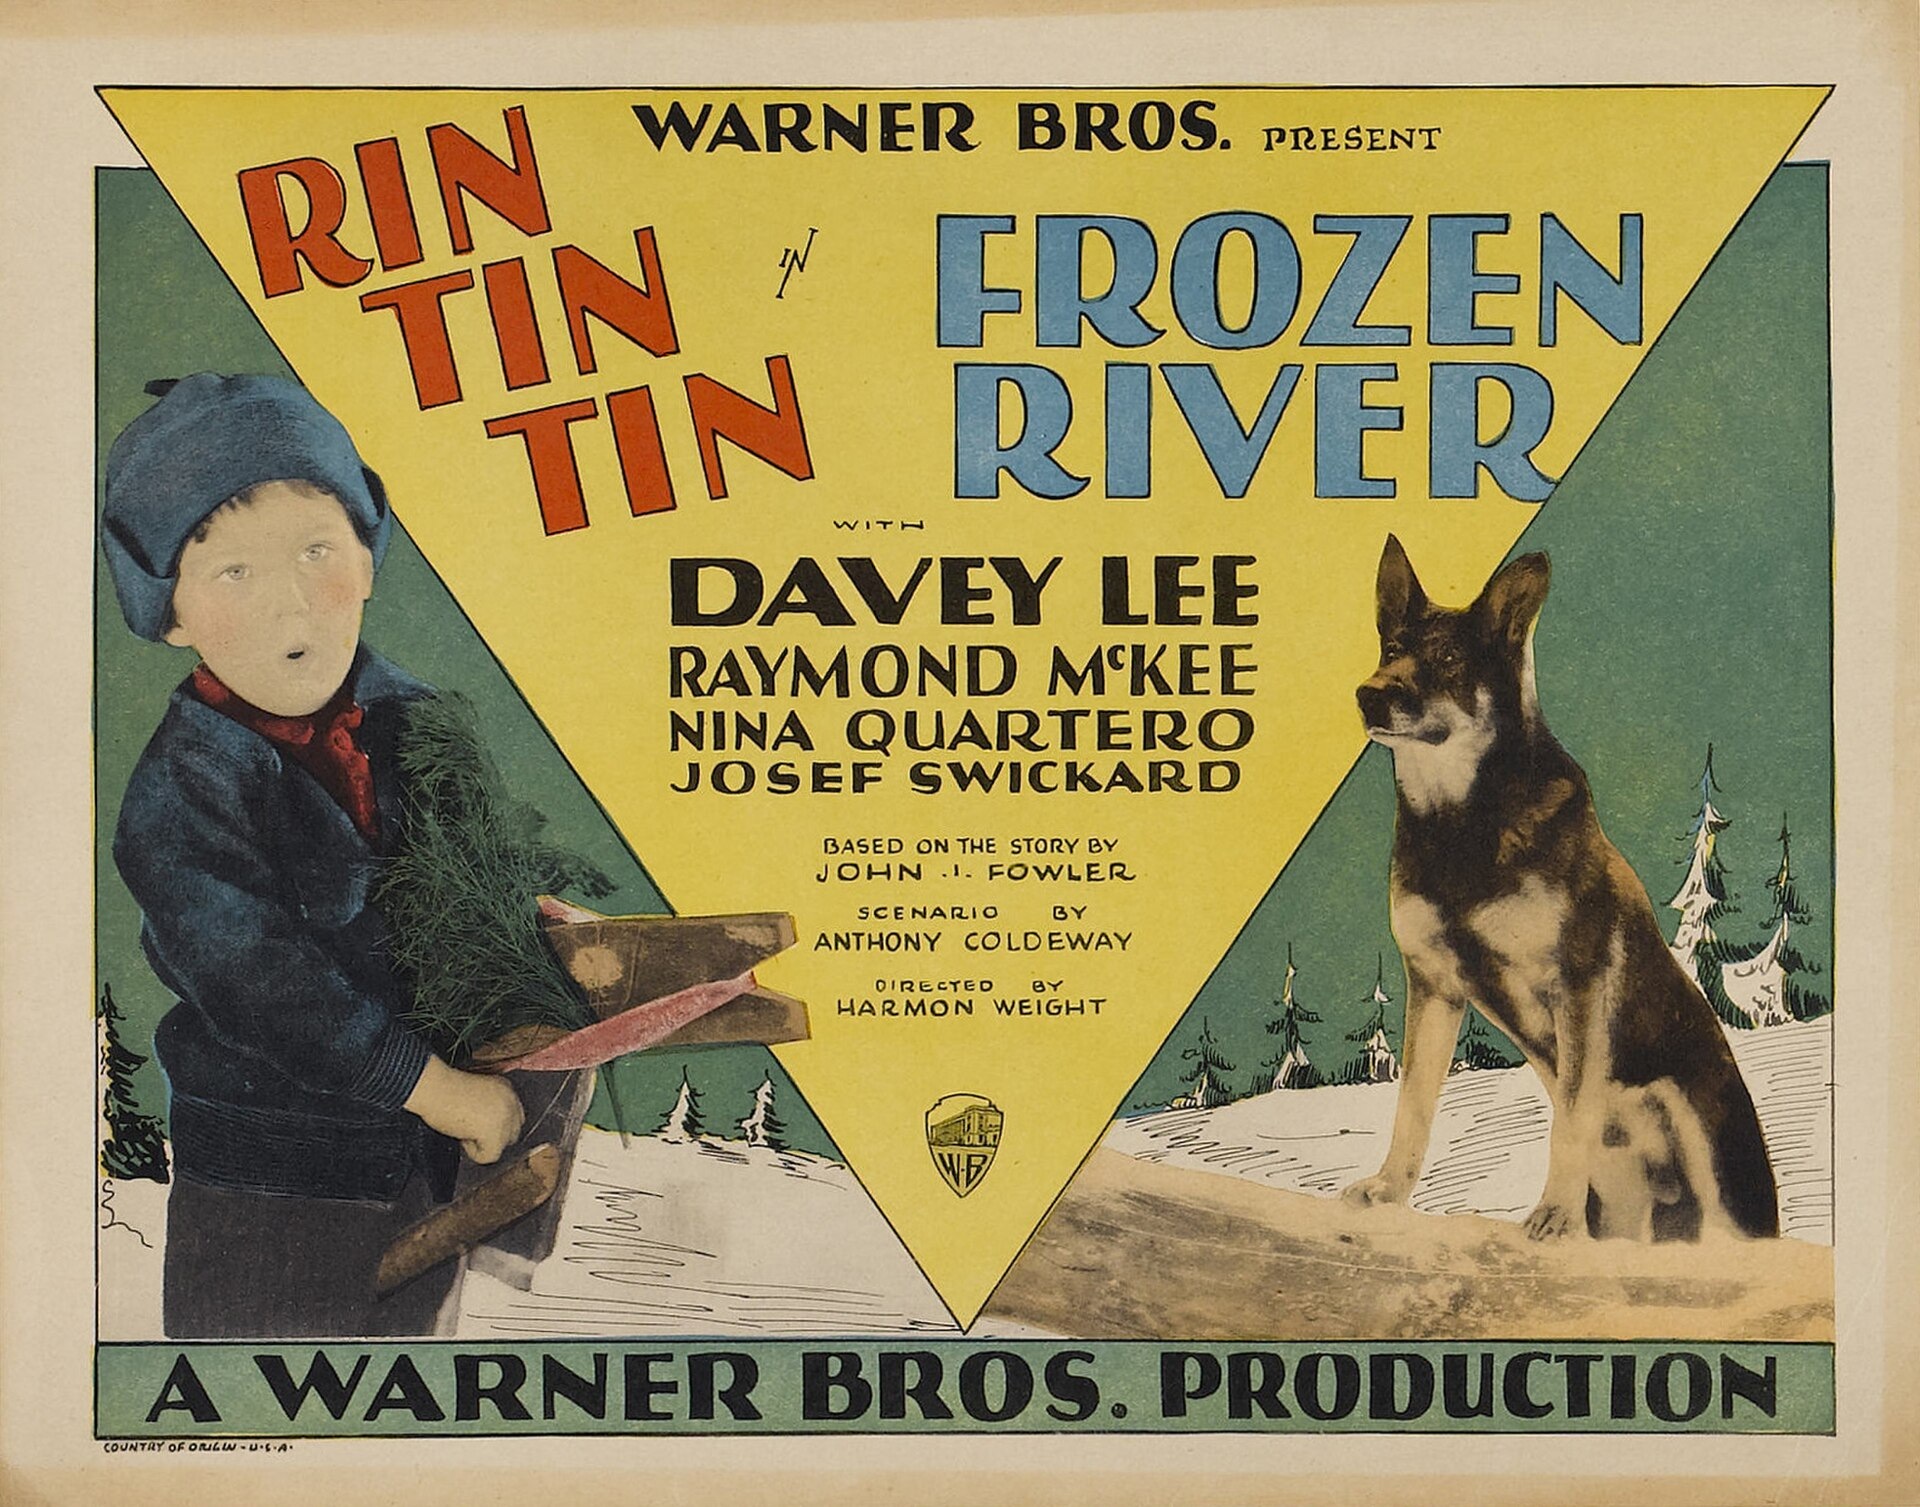 WARNER BROS. PRESENT
RIN
TIN
TIN
IN
FROZEN
RIVER
WITH
DAVEY LEE
RAYMOND McKEE
NINA QUARTERO
JOSEF SWICKARD
BASED ON THE STORY BY
JOHN .I. FOWLER
SCENARIO BY
ANTHONY COLDEWAY
DIRECTED BY
HARMON WEIGHT
W·B
A WARNER BROS. PRODUCTION
COUNTRY OF ORIGIN - U·S·A·